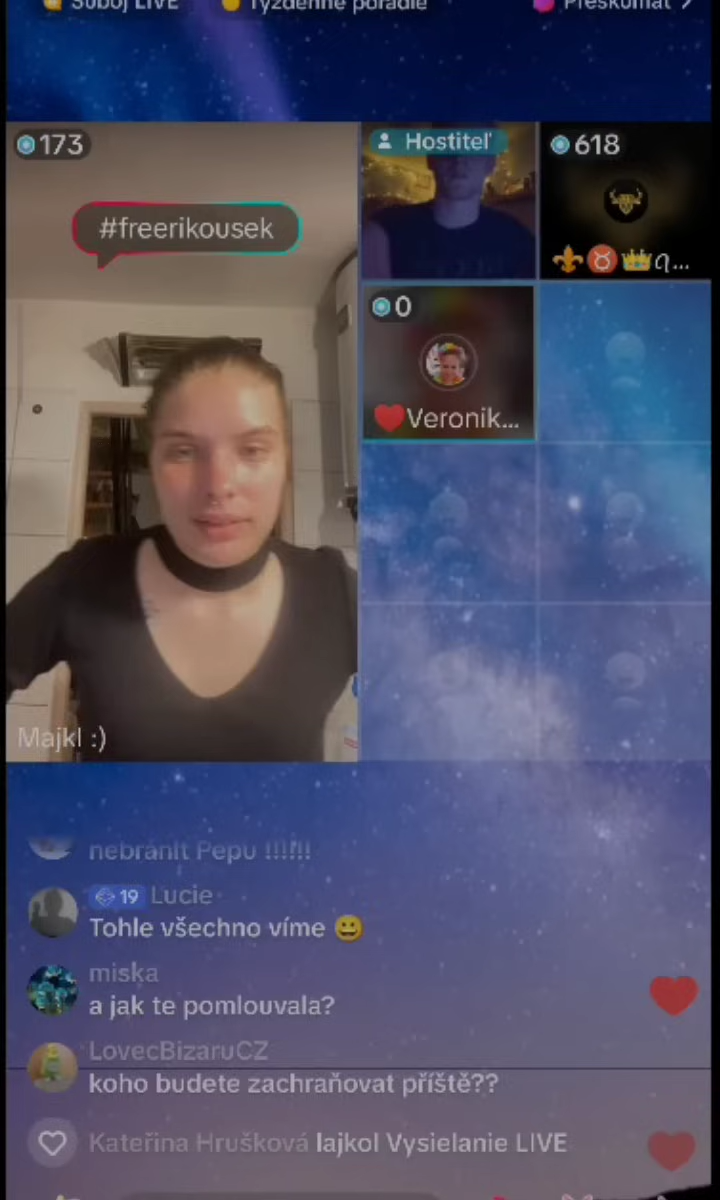 Súboj LIVE
Týždenné poradie
Preskúmať >
173
#freerikousek
Hostiteľ
618
q...
0
Veronik...
Majkl :)
nebránit Pepu !!!!!!
19 Lucie
Tohle všechno víme
miska
a jak te pomlouvala?
LovecBizaruCZ
koho budete zachraňovat příště??
Kateřina Hrušková lajkol Vysielanie LIVE